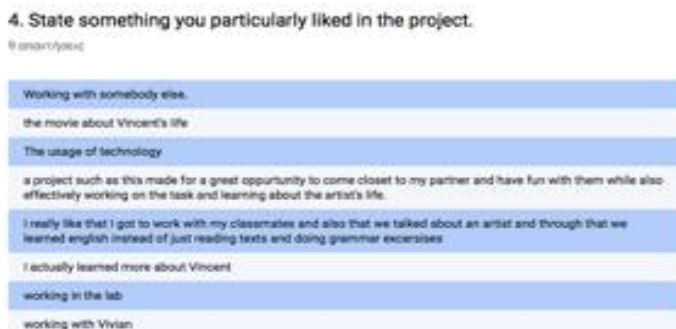 4. State something you particularly liked in the project.
9 απαντήσεις
Working with somebody else.
the movie about Vincent's life
The usage of technology
a project such as this made for a great oppurtunity to come closet to my partner and have fun with them while also
effectively working on the task and learning about the artist's life.
I really like that I got to work with my classmates and also that we talked about an artist and through that we
learned english instead of just reading texts and doing grammar excersises
I actually learned more about Vincent
working in the lab
working with Vivian